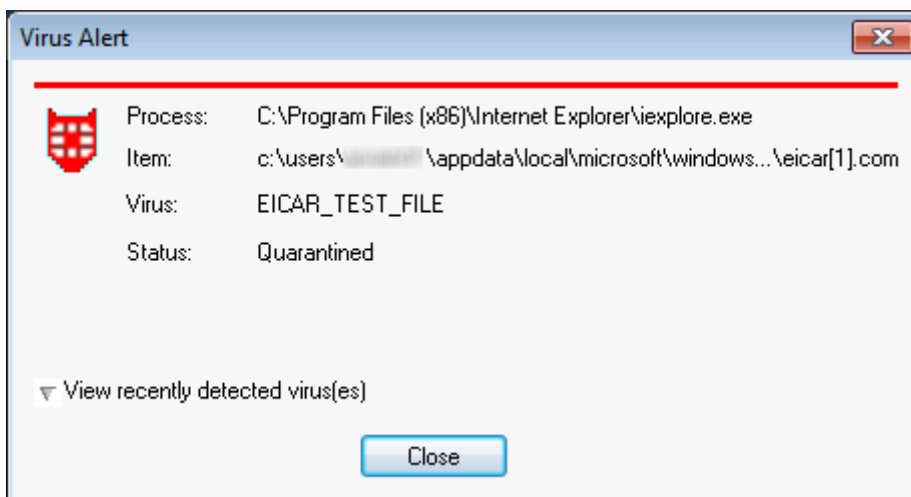 Virus Alert
Process: C:\Program Files (x86)\Internet Explorer\iexplore.exe
Item: c:\users\ \appdata\local\microsoft\windows...\eicar[1].com
Virus: EICAR_TEST_FILE
Status: Quarantined
View recently detected virus(es)
Close